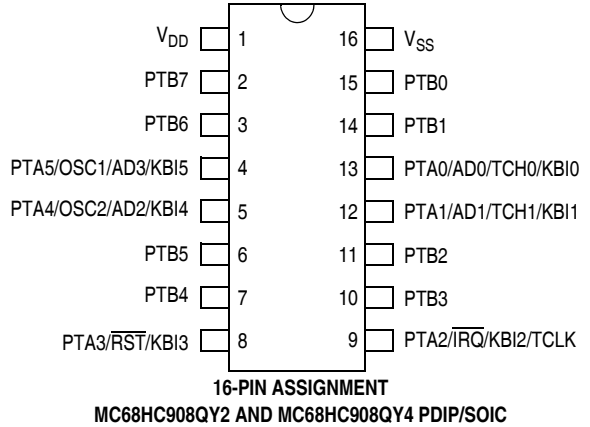 VDD 1 16 VSS
PTB7 2 15 PTB0
PTB6 3 14 PTB1
PTA5/OSC1/AD3/KBI5 4 13 PTA0/AD0/TCH0/KBI0
PTA4/OSC2/AD2/KBI4 5 12 PTA1/AD1/TCH1/KBI1
PTB5 6 11 PTB2
PTB4 7 10 PTB3
PTA3/R̅S̅T̅/KBI3 8 9 PTA2/I̅R̅Q̅/KBI2/TCLK
16-PIN ASSIGNMENT
MC68HC908QY2 AND MC68HC908QY4 PDIP/SOIC